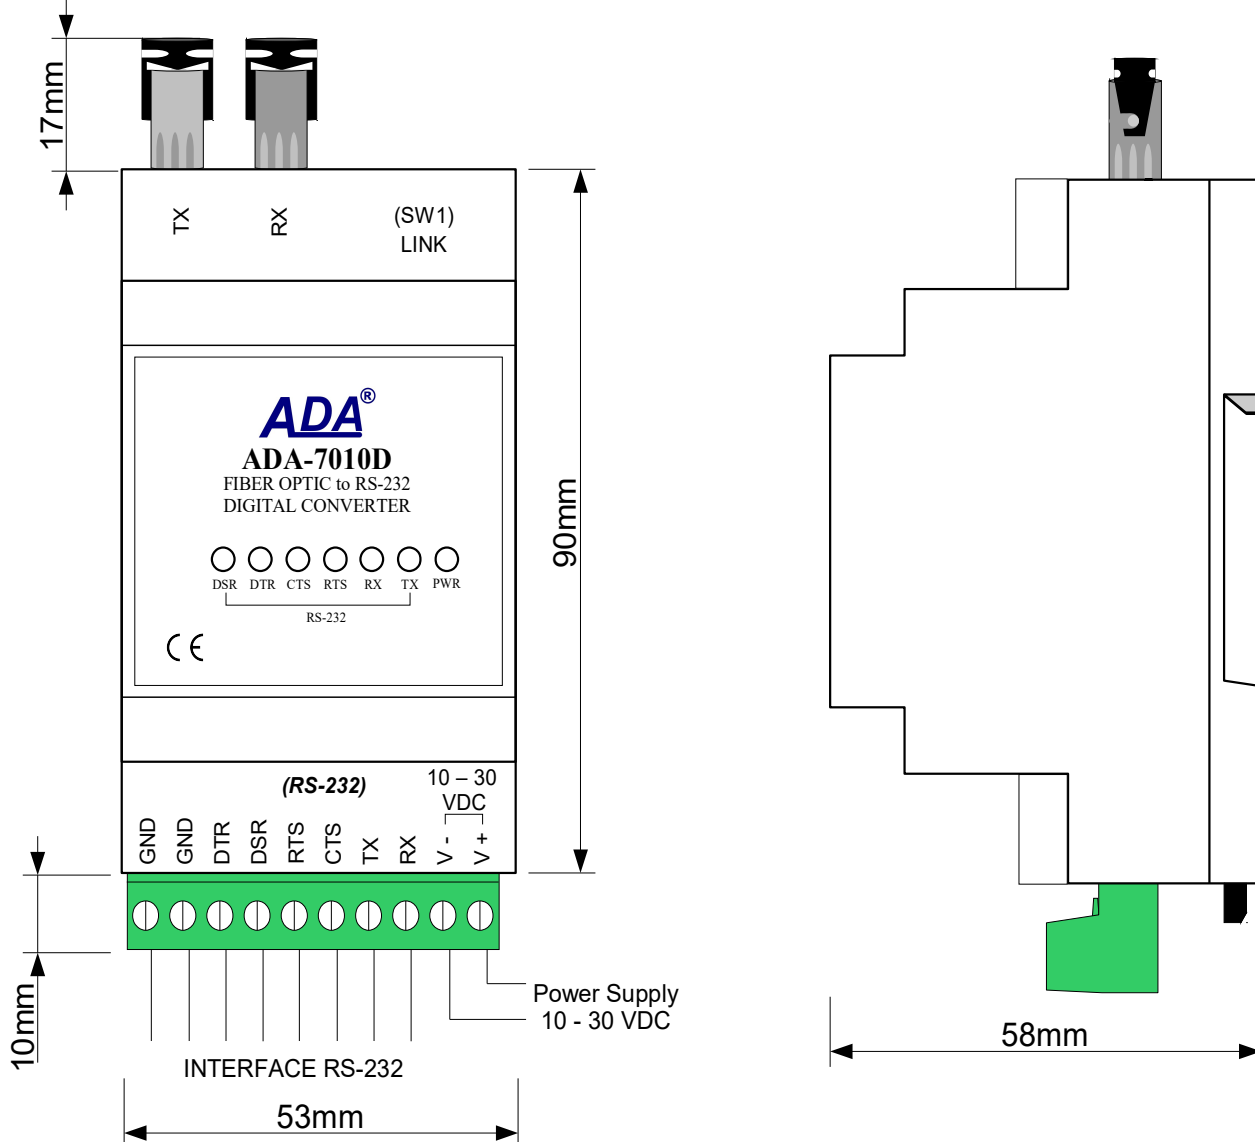 17mm
TX
RX
(SW1)
LINK
ADA®
ADA-7010D
FIBER OPTIC to RS-232
DIGITAL CONVERTER
DSR DTR CTS RTS RX TX PWR
RS-232
CE
90mm
(RS-232)
10 – 30
VDC
GND GND DTR DSR RTS CTS TX RX V - V +
10mm
Power Supply
10 - 30 VDC
INTERFACE RS-232
53mm
58mm